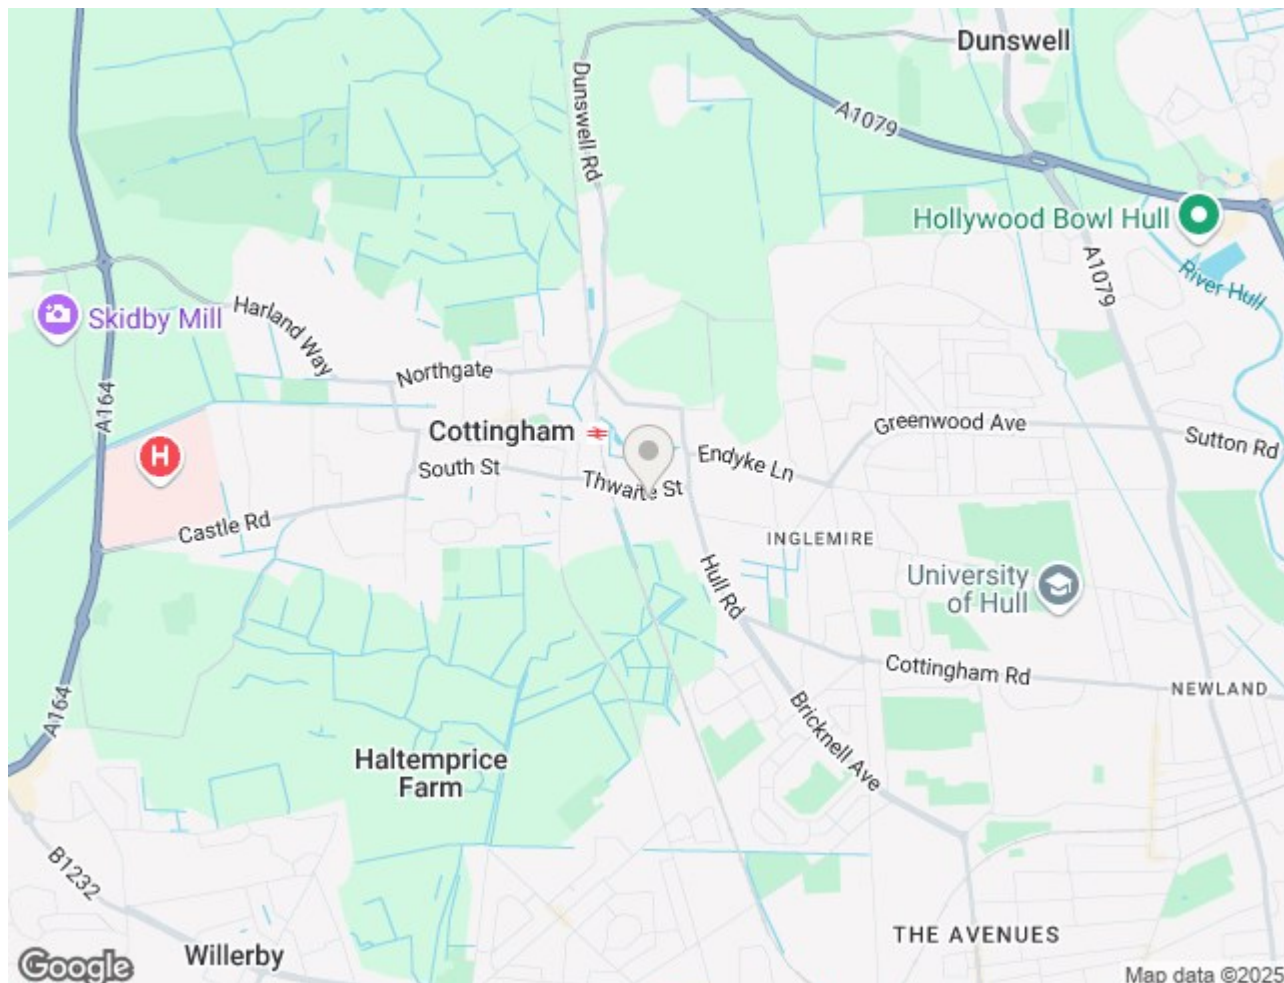 Dunswell
Dunswell Rd
A1079
Hollywood Bowl Hull
A1079
River Hull
Skidby Mill
Harland Way
Northgate
A164
Cottingham
Greenwood Ave
Sutton Rd
H
South St
Endyke Ln
Thwaite St
Castle Rd
INGLEMIRE
Hull Rd
University
of Hull
Cottingham Rd
NEWLAND
A164
Bricknell Ave
Haltemprice
Farm
B1232
THE AVENUES
Willerby
Google
Map data ©2025